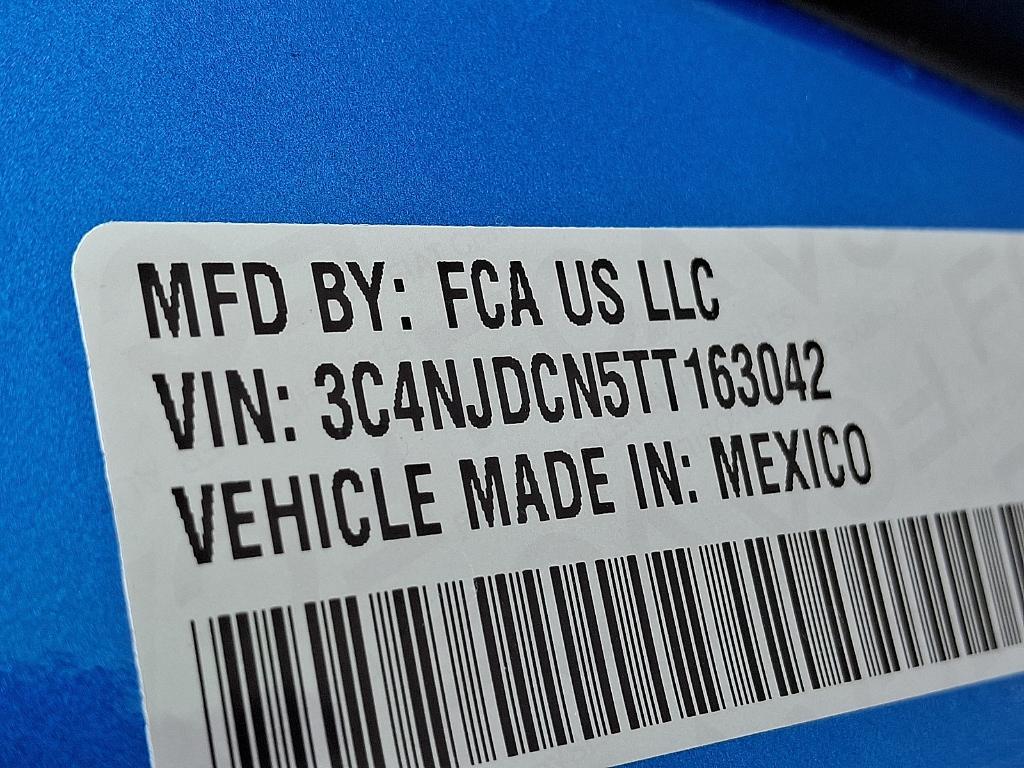 MFD BY: FCA US LLC
VIN: 3C4NJDCN5TT163042
VEHICLE MADE IN: MEXICO